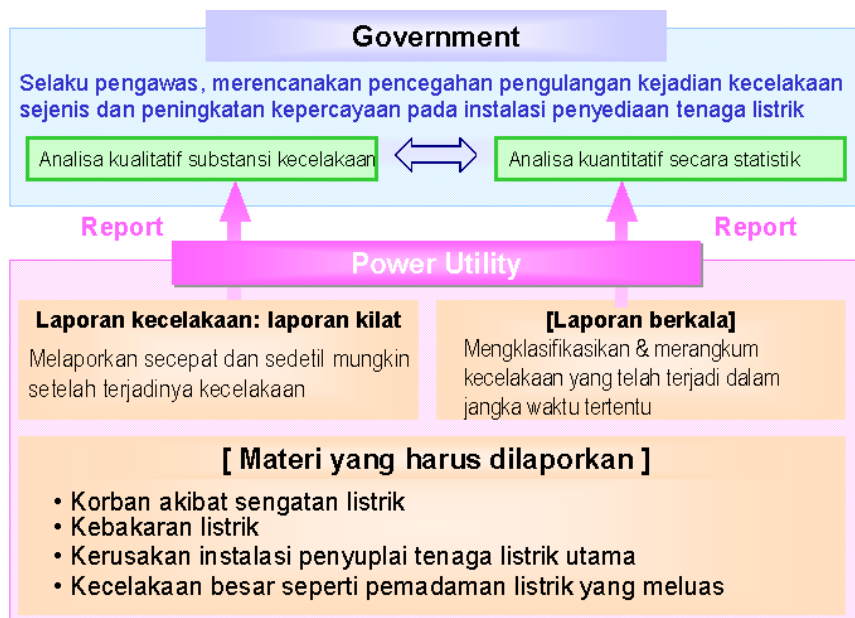 Government
Selaku pengawas, merencanakan pencegahan pengulangan kejadian kecelakaan
sejenis dan peningkatan kepercayaan pada instalasi penyediaan tenaga listrik
Analisa kualitatif substansi kecelakaan
Analisa kuantitatif secara statistik
Report
Report
Power Utility
Laporan kecelakaan: laporan kilat
Melaporkan secepat dan sedetil mungkin
setelah terjadinya kecelakaan
[Laporan berkala]
Mengklasifikasikan & merangkum
kecelakaan yang telah terjadi dalam
jangka waktu tertentu
[ Materi yang harus dilaporkan ]
• Korban akibat sengatan listrik
• Kebakaran listrik
• Kerusakan instalasi penyuplai tenaga listrik utama
• Kecelakaan besar seperti pemadaman listrik yang meluas